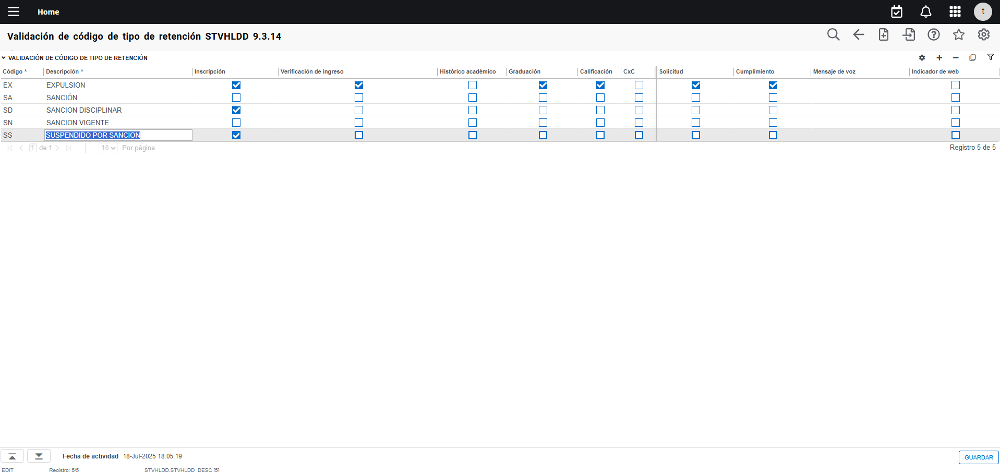 Home
t
Validación de código de tipo de retención STVHLDD 9.3.14
VALIDACIÓN DE CÓDIGO DE TIPO DE RETENCIÓN
Código * Descripción * Inscripción Verificación de ingreso Histórico académico Graduación Calificación CxC Solicitud Cumplimiento Mensaje de voz Indicador de web
EX EXPULSION
SA SANCIÓN
SD SANCION DISCIPLINAR
SN SANCION VIGENTE
SS SUSPENDIDO POR SANCION
1 de 1 10 Por página Registro 5 de 5
Fecha de actividad 18-Jul-2025 18:05:19 GUARDAR
EDIT Registro: 5/5 STVHLDD.STVHLDD_DESC [5]